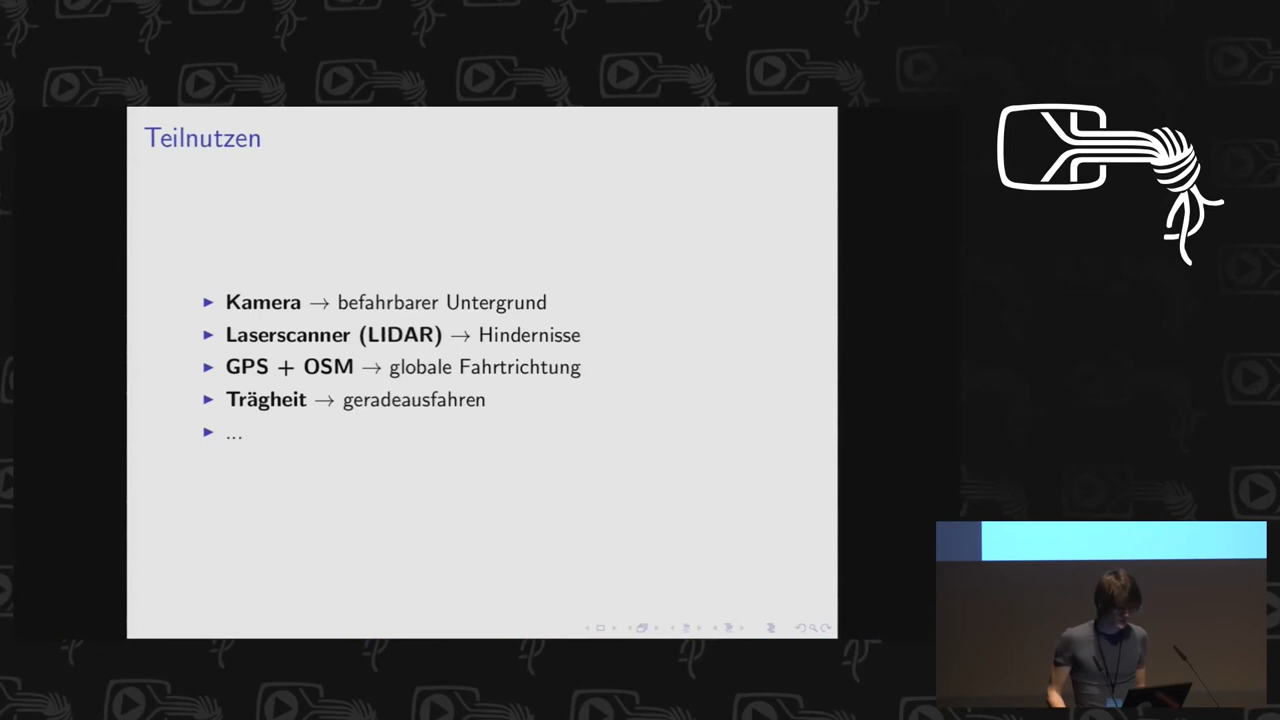 Teilnutzen
▶ Kamera → befahrbarer Untergrund
▶ Laserscanner (LIDAR) → Hindernisse
▶ GPS + OSM → globale Fahrtrichtung
▶ Trägheit → geradeausfahren
▶ ...